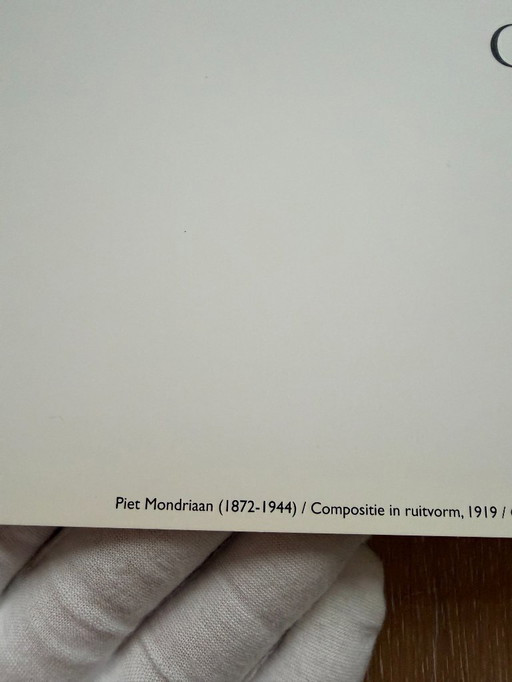 Piet Mondriaan (1872-1944) / Compositie in ruitvorm, 1919 /